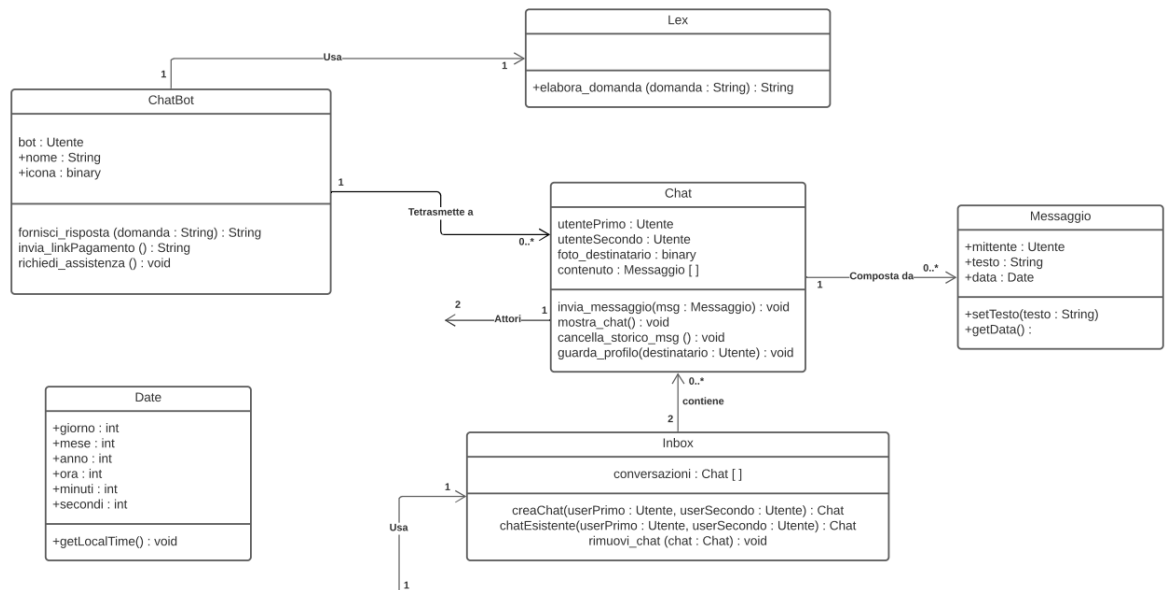 Lex
+elabora_domanda (domanda : String) : String
Usa
1
1
ChatBot
bot : Utente
+nome : String
+icona : binary
fornisci_risposta (domanda : String) : String
invia_linkPagamento () : String
richiedi_assistenza () : void
1
Tetrasmette a
0..*
Chat
utentePrimo : Utente
utenteSecondo : Utente
foto_destinatario : binary
contenuto : Messaggio [ ]
invia_messaggio(msg : Messaggio) : void
mostra_chat() : void
cancella_storico_msg () : void
guarda_profilo(destinatario : Utente) : void
1
Composta da
0..*
Messaggio
+mittente : Utente
+testo : String
+data : Date
+setTesto(testo : String)
+getData() :
2
Attori
1
0..*
contiene
2
Date
+giorno : int
+mese : int
+anno : int
+ora : int
+minuti : int
+secondi : int
+getLocalTime() : void
Inbox
conversazioni : Chat [ ]
creaChat(userPrimo : Utente, userSecondo : Utente) : Chat
chatEsistente(userPrimo : Utente, userSecondo : Utente) : Chat
rimuovi_chat (chat : Chat) : void
1
Usa
1